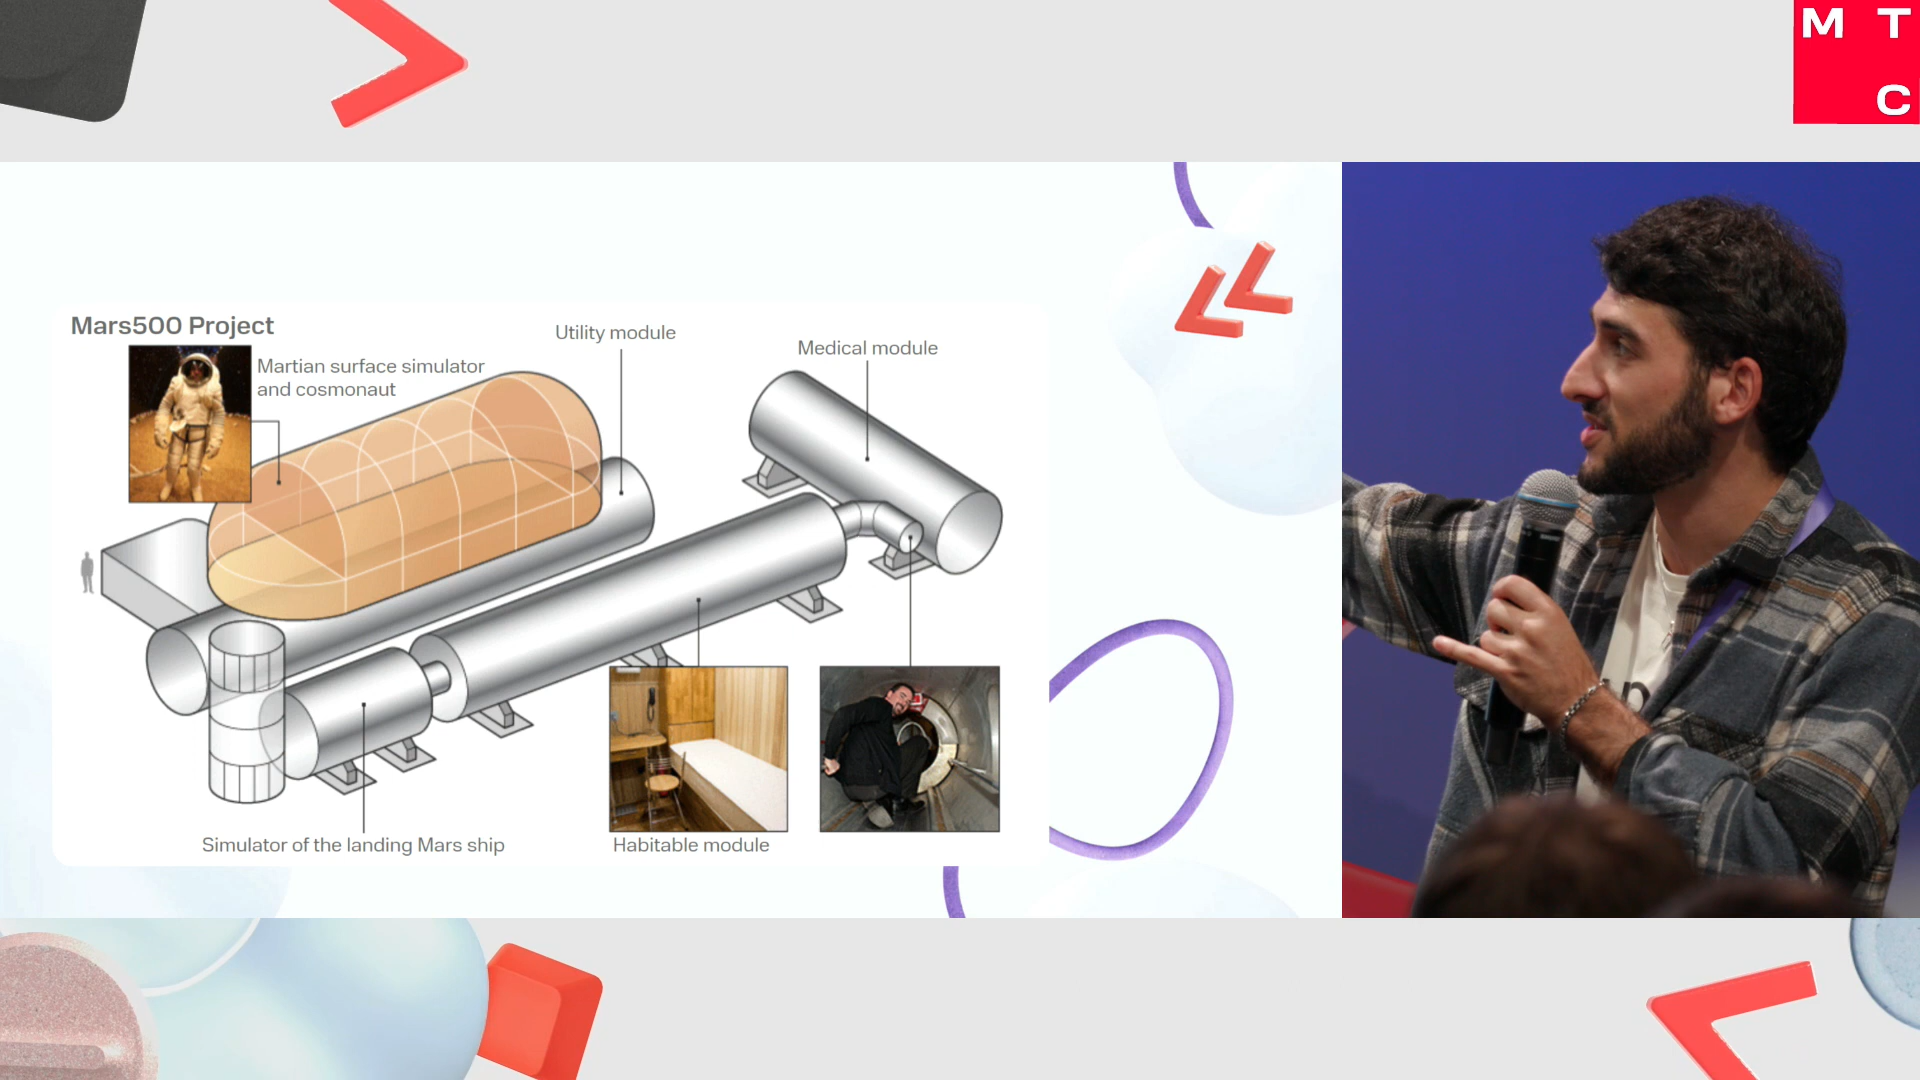 М Т
С
Mars500 Project
Martian surface simulator
and cosmonaut
Utility module
Medical module
Simulator of the landing Mars ship
Habitable module